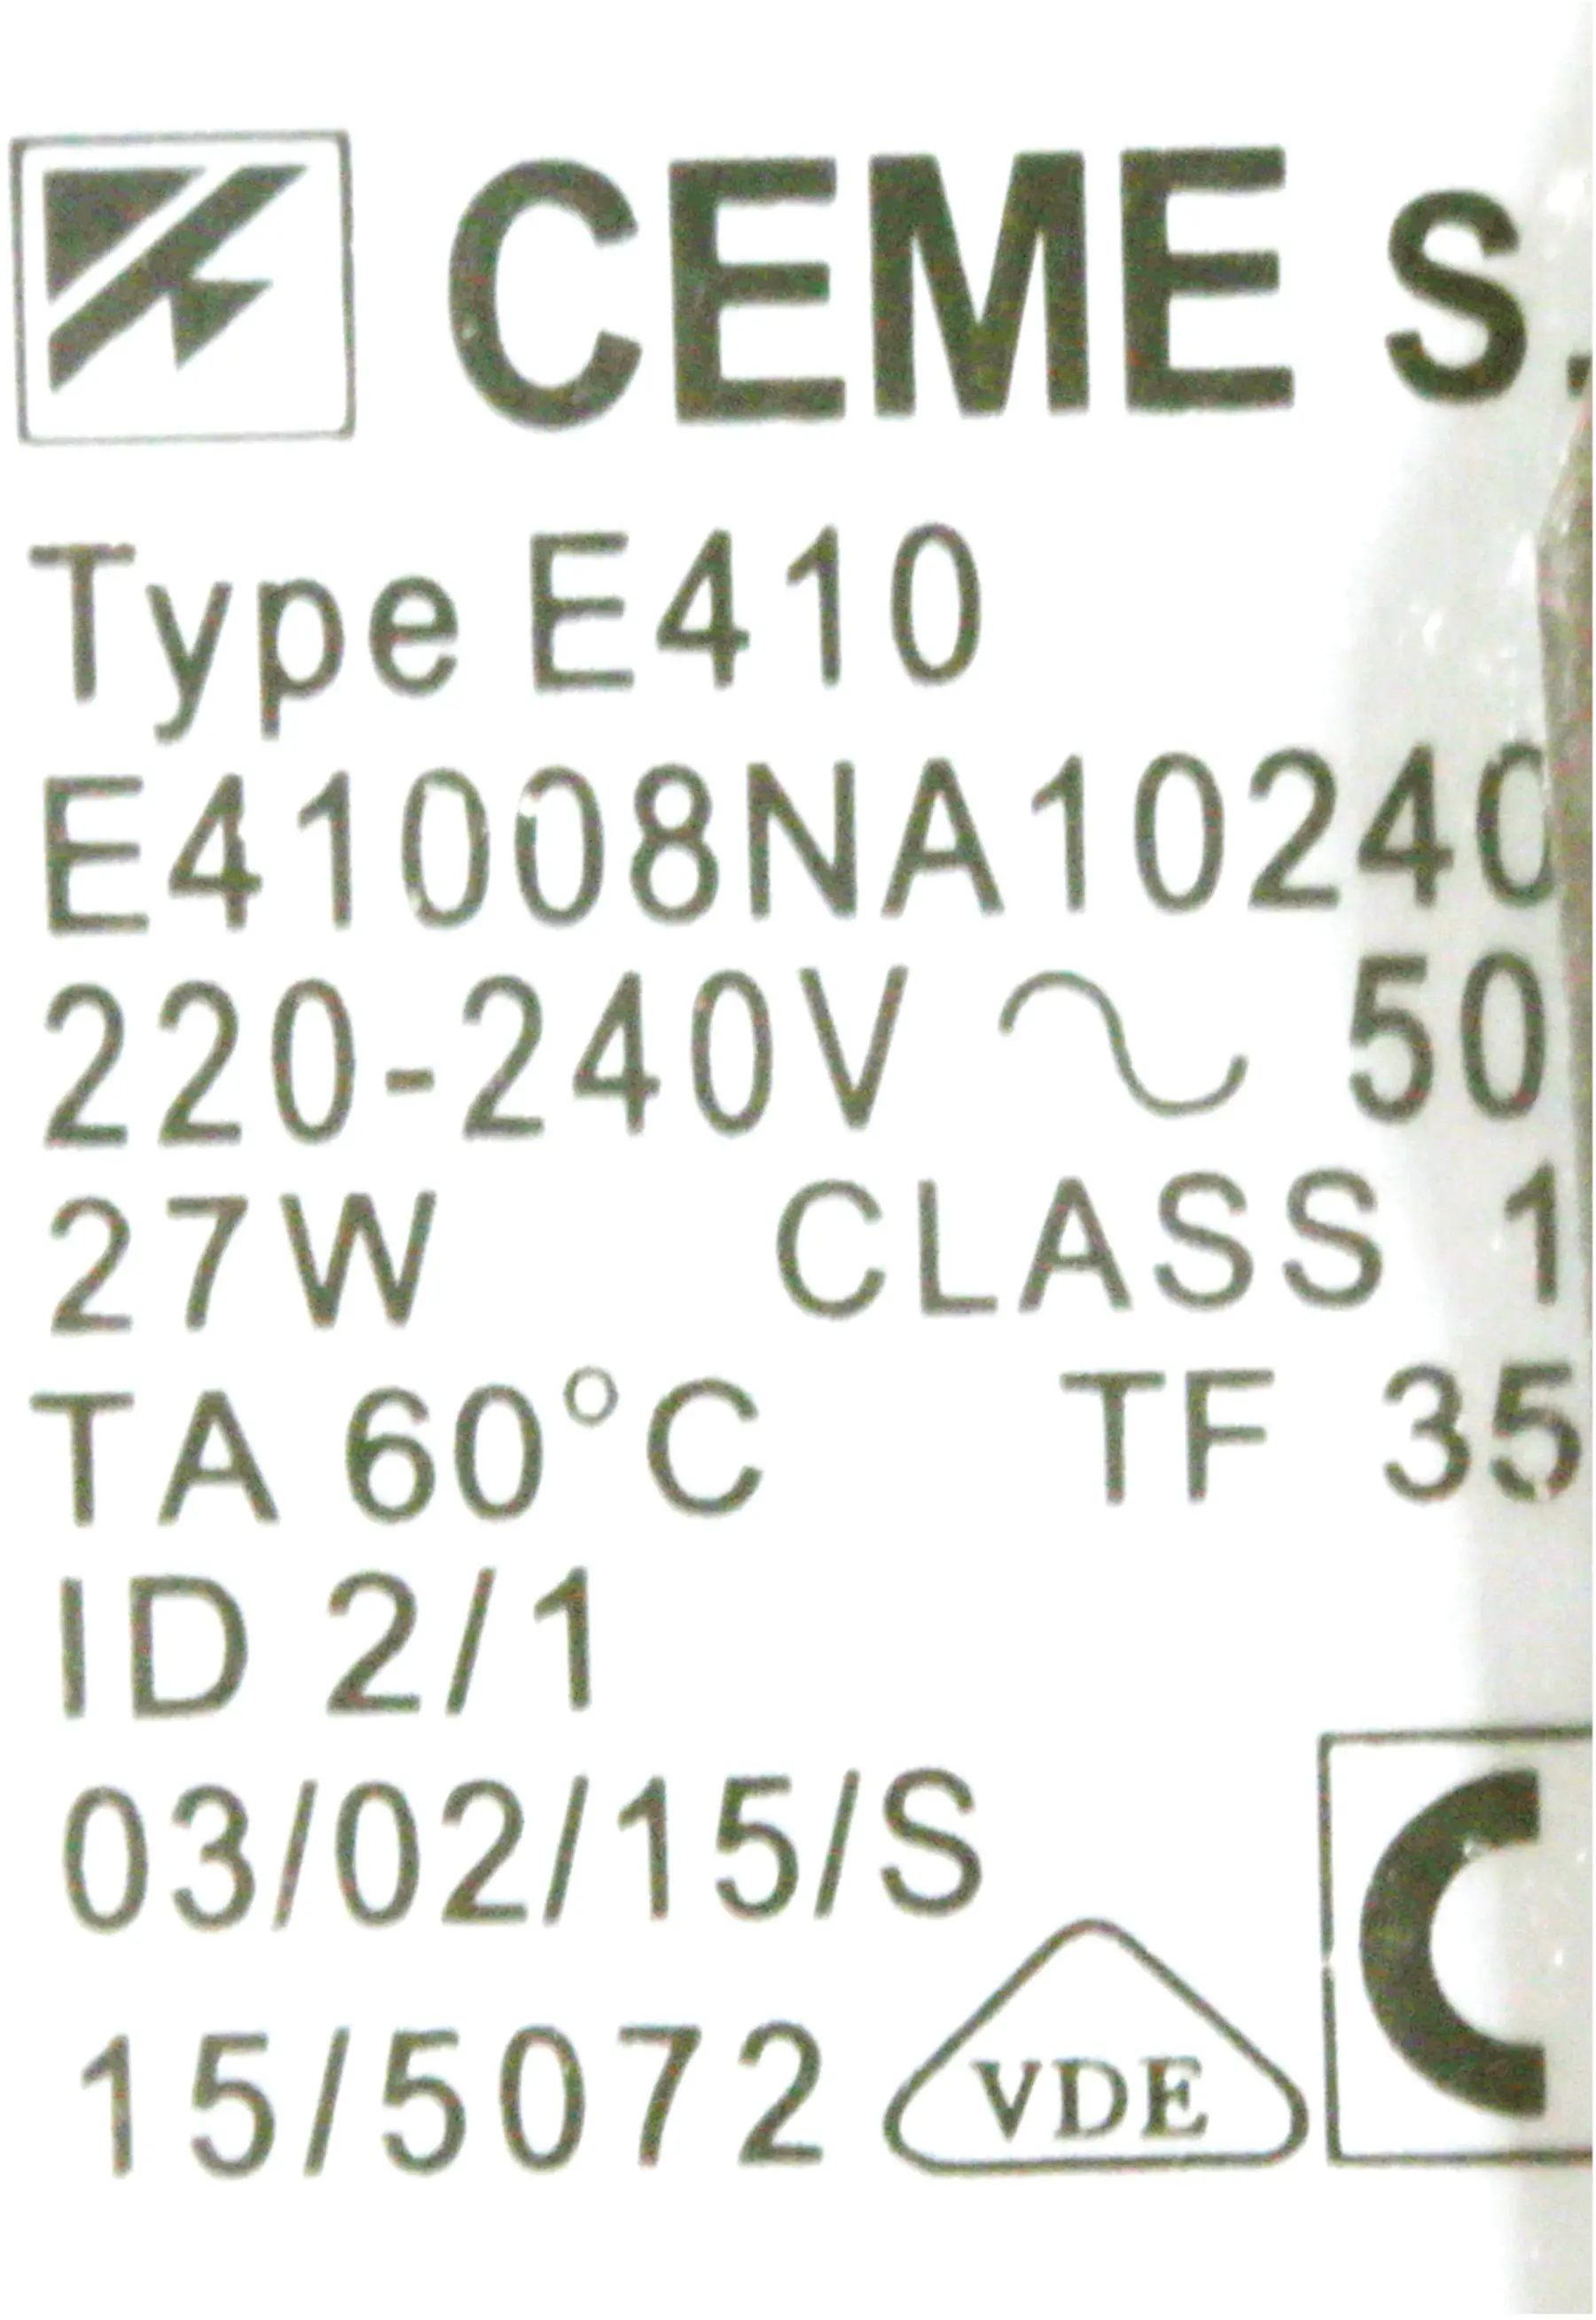 CEME s.
Type E410
E41008NA10240
220-240V ~ 50
27W CLASS 1
TA 60°C TF 35
ID 2/1
03/02/15/S
15/5072 VDE C